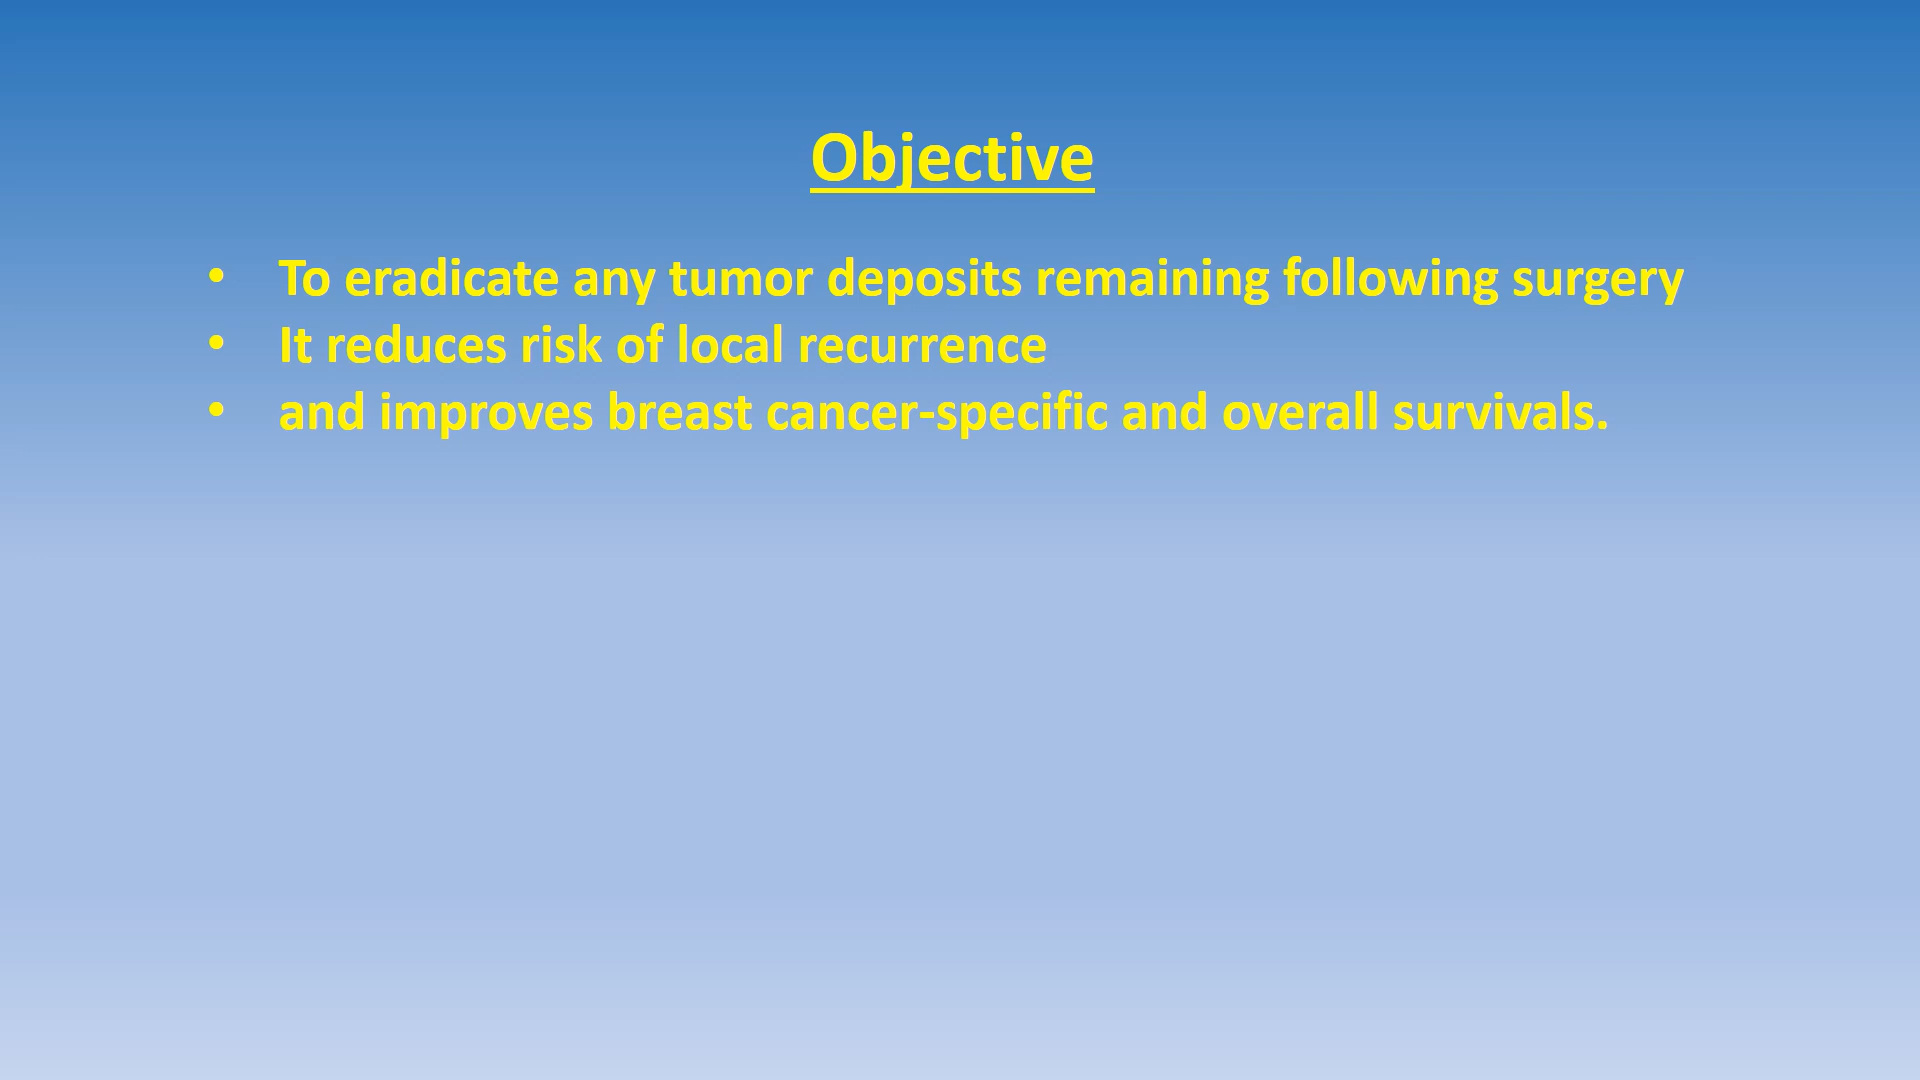 Objective
• To eradicate any tumor deposits remaining following surgery
• It reduces risk of local recurrence
• and improves breast cancer-specific and overall survivals.